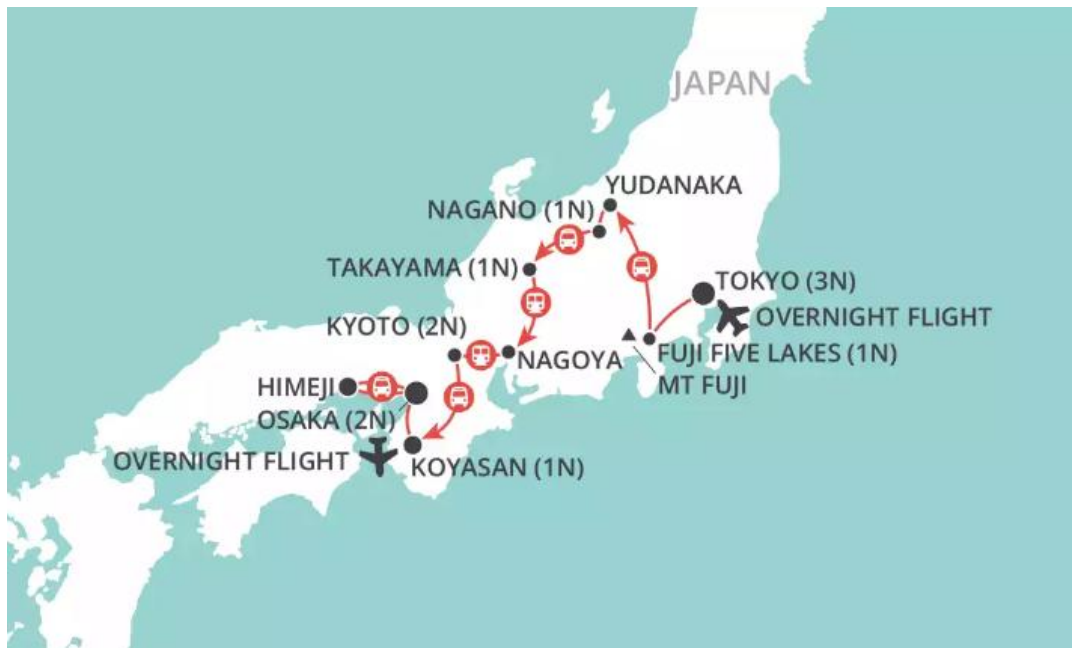 JAPAN
YUDANAKA
NAGANO (1N)
TAKAYAMA (1N)
TOKYO (3N)
OVERNIGHT FLIGHT
KYOTO (2N)
NAGOYA
FUJI FIVE LAKES (1N)
MT FUJI
HIMEJI
OSAKA (2N)
OVERNIGHT FLIGHT
KOYASAN (1N)